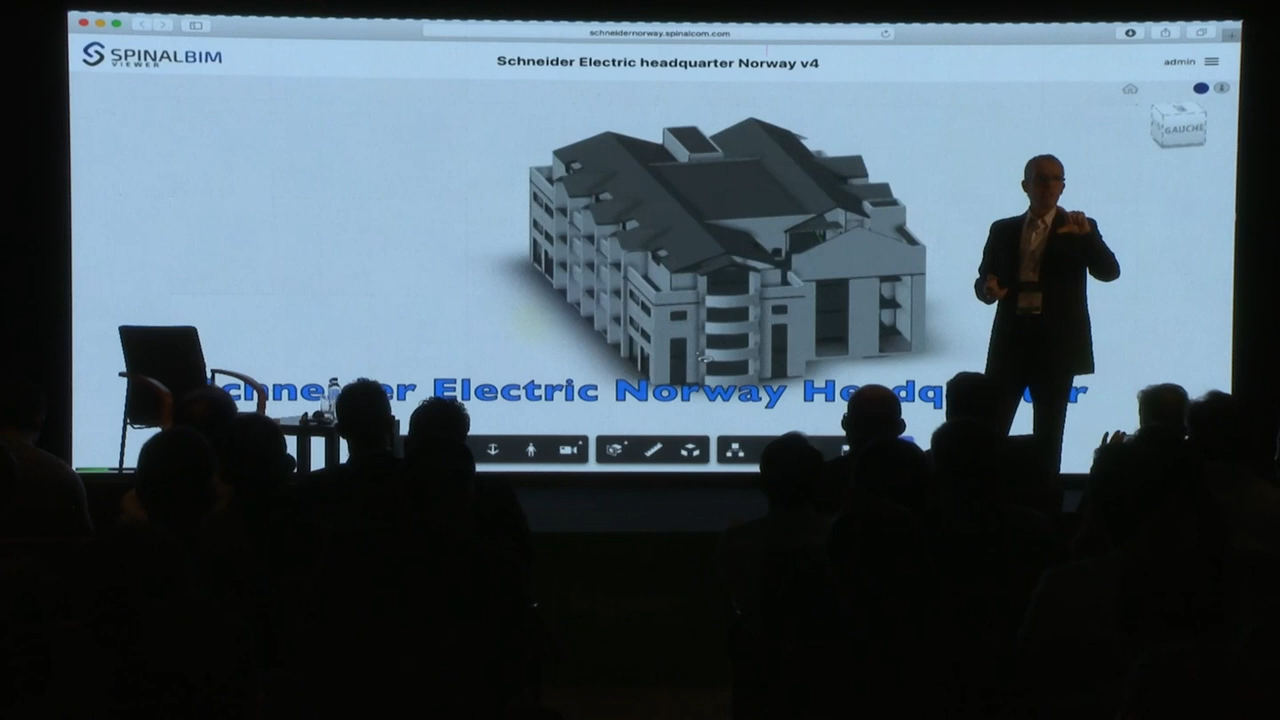 schneidernorway.spinalcom.com
SPINALBIM
VIEWER
Schneider Electric headquarter Norway v4
admin
GAUCHE
Electric Norway